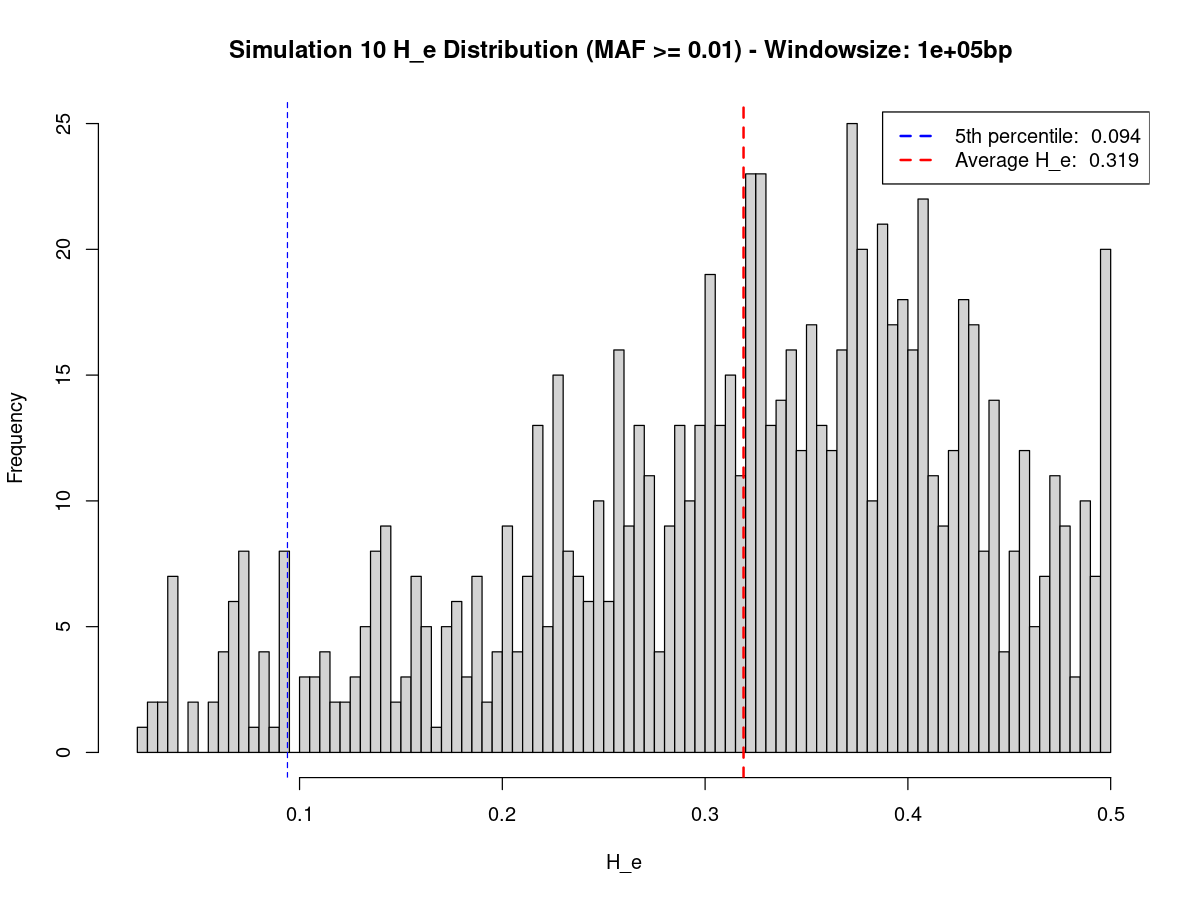 Simulation 10 H_e Distribution (MAF >= 0.01) - Windowsize: 1e+05bp
5th percentile: 0.094
Average H_e: 0.319
Frequency
25
20
15
10
5
0
0.1 0.2 0.3 0.4 0.5
H_e